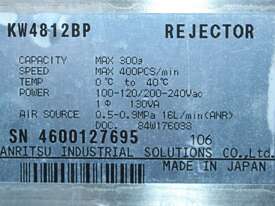 KW4812BP REJECTOR
CAPACITY MAX 300g
SPEED MAX 400PCS/min
TEMP 0°C to 40°C
POWER 100-120/200-240Vac
1Φ 130VA
AIR SOURCE 0.5-0.9MPa 16L/min(ANR)
DOC. 84W176098
SN 4600127695 106
ANRITSU INDUSTRIAL SOLUTIONS CO.,Ltd.
MADE IN JAPAN